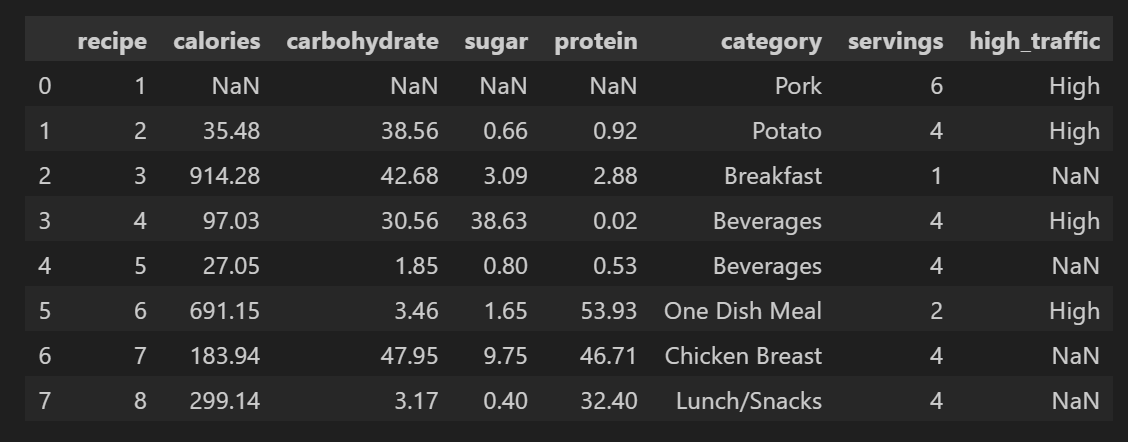 recipe calories carbohydrate sugar protein category servings high_traffic
0 1 NaN NaN NaN NaN Pork 6 High
1 2 35.48 38.56 0.66 0.92 Potato 4 High
2 3 914.28 42.68 3.09 2.88 Breakfast 1 NaN
3 4 97.03 30.56 38.63 0.02 Beverages 4 High
4 5 27.05 1.85 0.80 0.53 Beverages 4 NaN
5 6 691.15 3.46 1.65 53.93 One Dish Meal 2 High
6 7 183.94 47.95 9.75 46.71 Chicken Breast 4 NaN
7 8 299.14 3.17 0.40 32.40 Lunch/Snacks 4 NaN